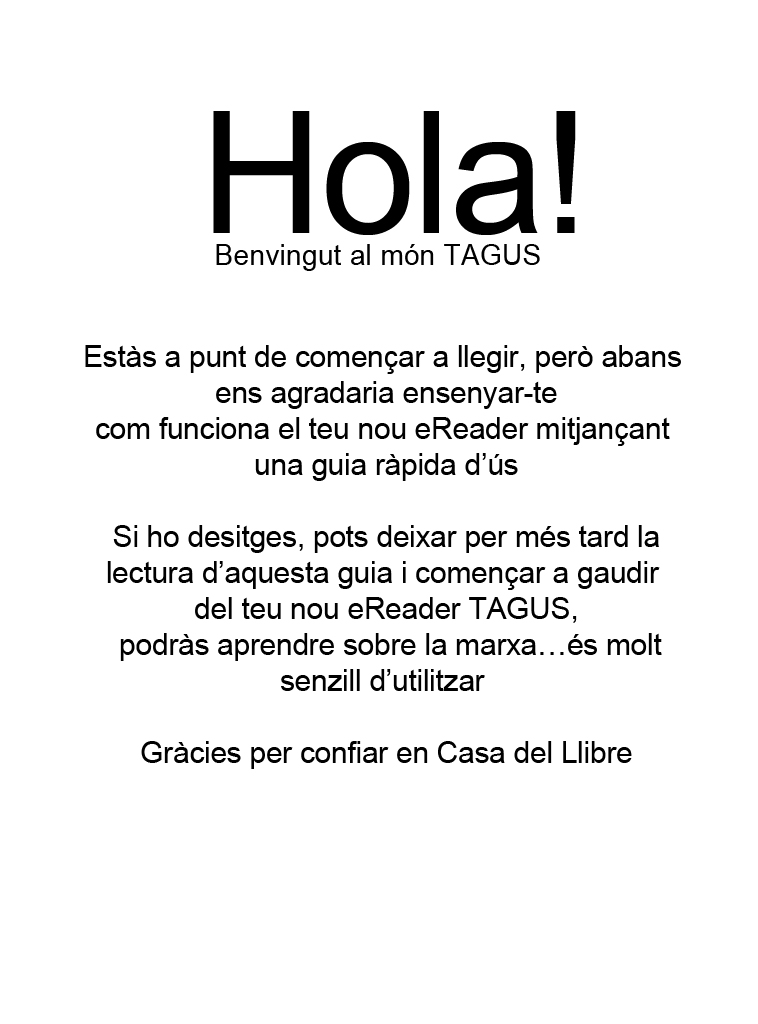 Hola!
Benvingut al món TAGUS
Estàs a punt de començar a llegir, però abans
ens agradaria ensenyar-te
com funciona el teu nou eReader mitjançant
una guia ràpida d’ús
Si ho desitges, pots deixar per més tard la
lectura d’aquesta guia i començar a gaudir
del teu nou eReader TAGUS,
podràs aprendre sobre la marxa…és molt
senzill d’utilitzar
Gràcies per confiar en Casa del Llibre